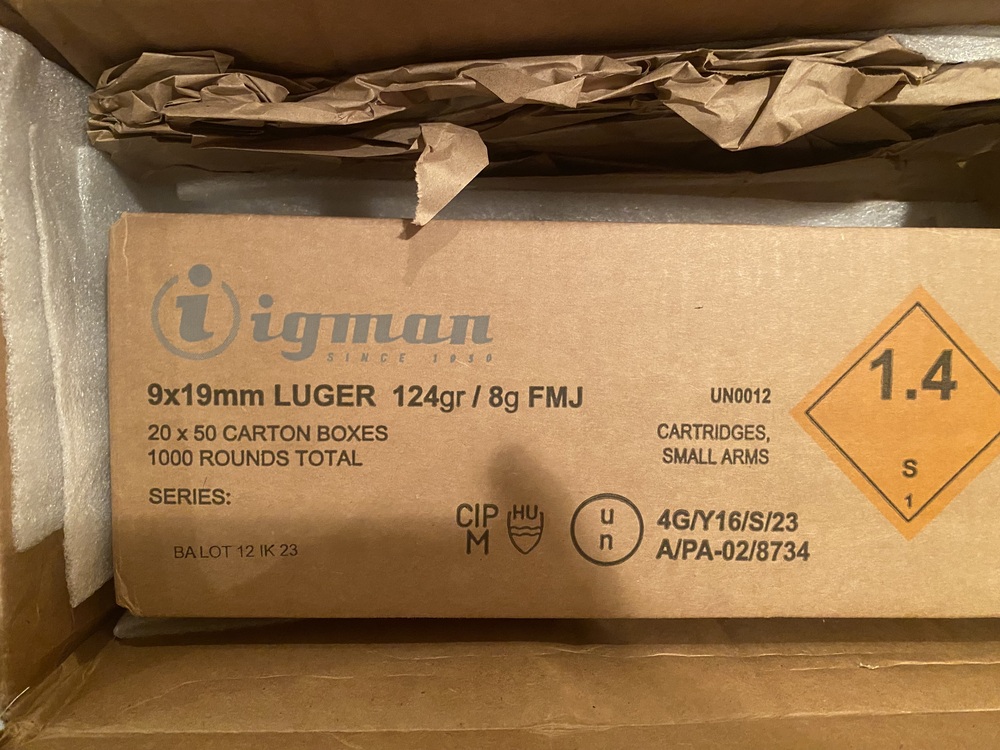 i igman
SINCE 1950
9x19mm LUGER 124gr / 8g FMJ
20 x 50 CARTON BOXES
1000 ROUNDS TOTAL
SERIES:
BA LOT 12 IK 23
UN0012
CARTRIDGES,
SMALL ARMS
CIP
M
HU
u
n
4G/Y16/S/23
A/PA-02/8734
1.4
S
1